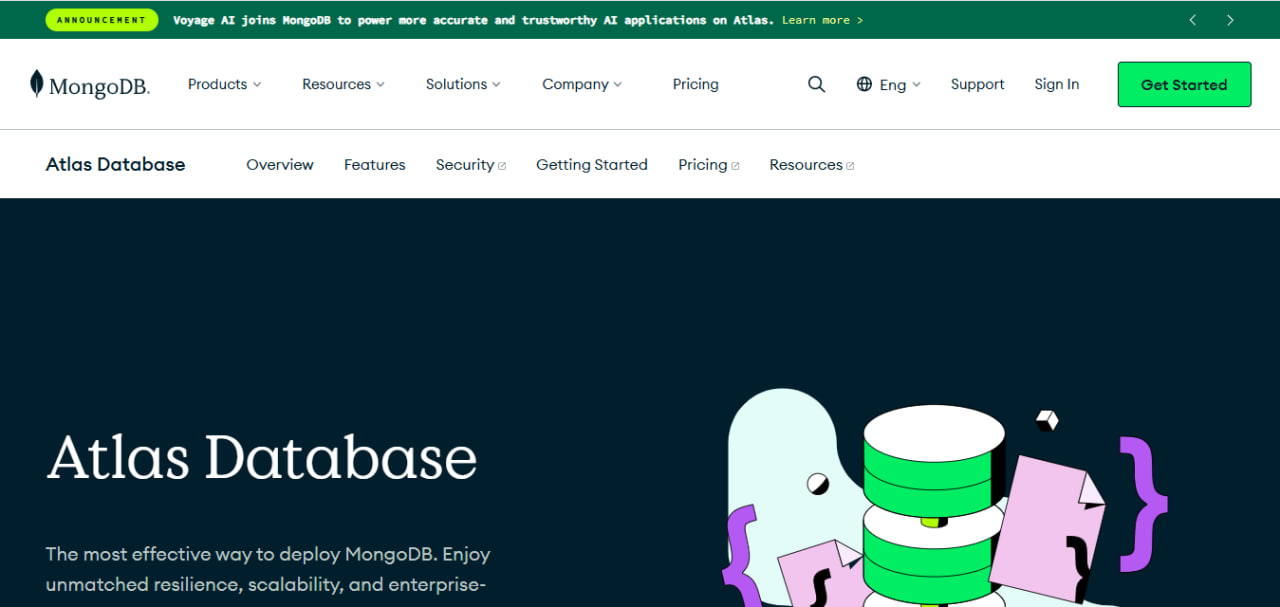 ANNOUNCEMENT Voyage AI joins MongoDB to power more accurate and trustworthy AI applications on Atlas. Learn more >
MongoDB. Products Resources Solutions Company Pricing Eng Support Sign In Get Started
Atlas Database Overview Features Security Getting Started Pricing Resources
Atlas Database
The most effective way to deploy MongoDB. Enjoy
unmatched resilience, scalability, and enterprise-